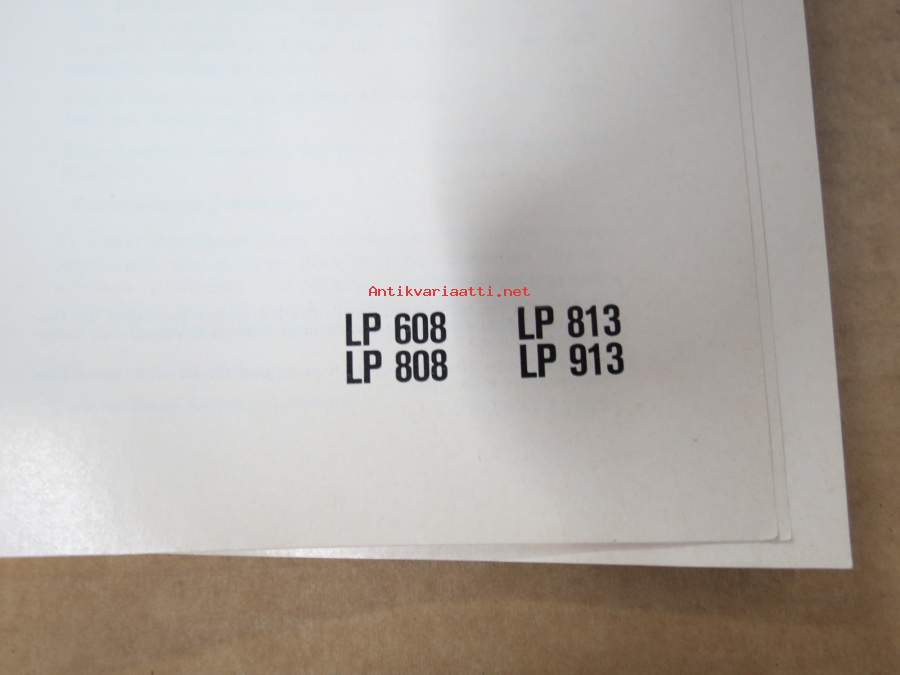 Antikvariaatti.net
LP 608 LP 813
LP 808 LP 913